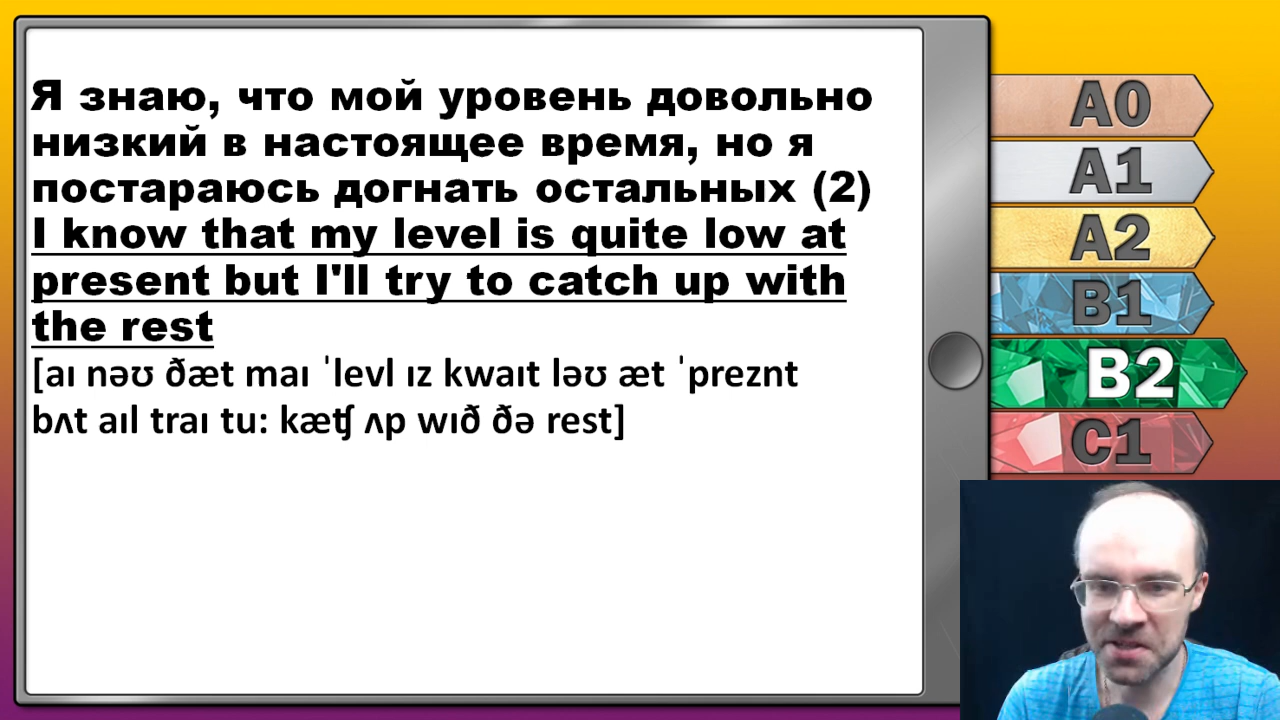 Я знаю, что мой уровень довольно
низкий в настоящее время, но я
постараюсь догнать остальных (2)
I know that my level is quite low at
present but I'll try to catch up with
the rest
[aɪ nəʊ ðæt maɪ ˈlevl ɪz kwaɪt ləʊ æt ˈpreznt
bʌt aɪl traɪ tu: kæʧ ʌp wɪð ðə rest]
A0
A1
A2
B1
B2
C1